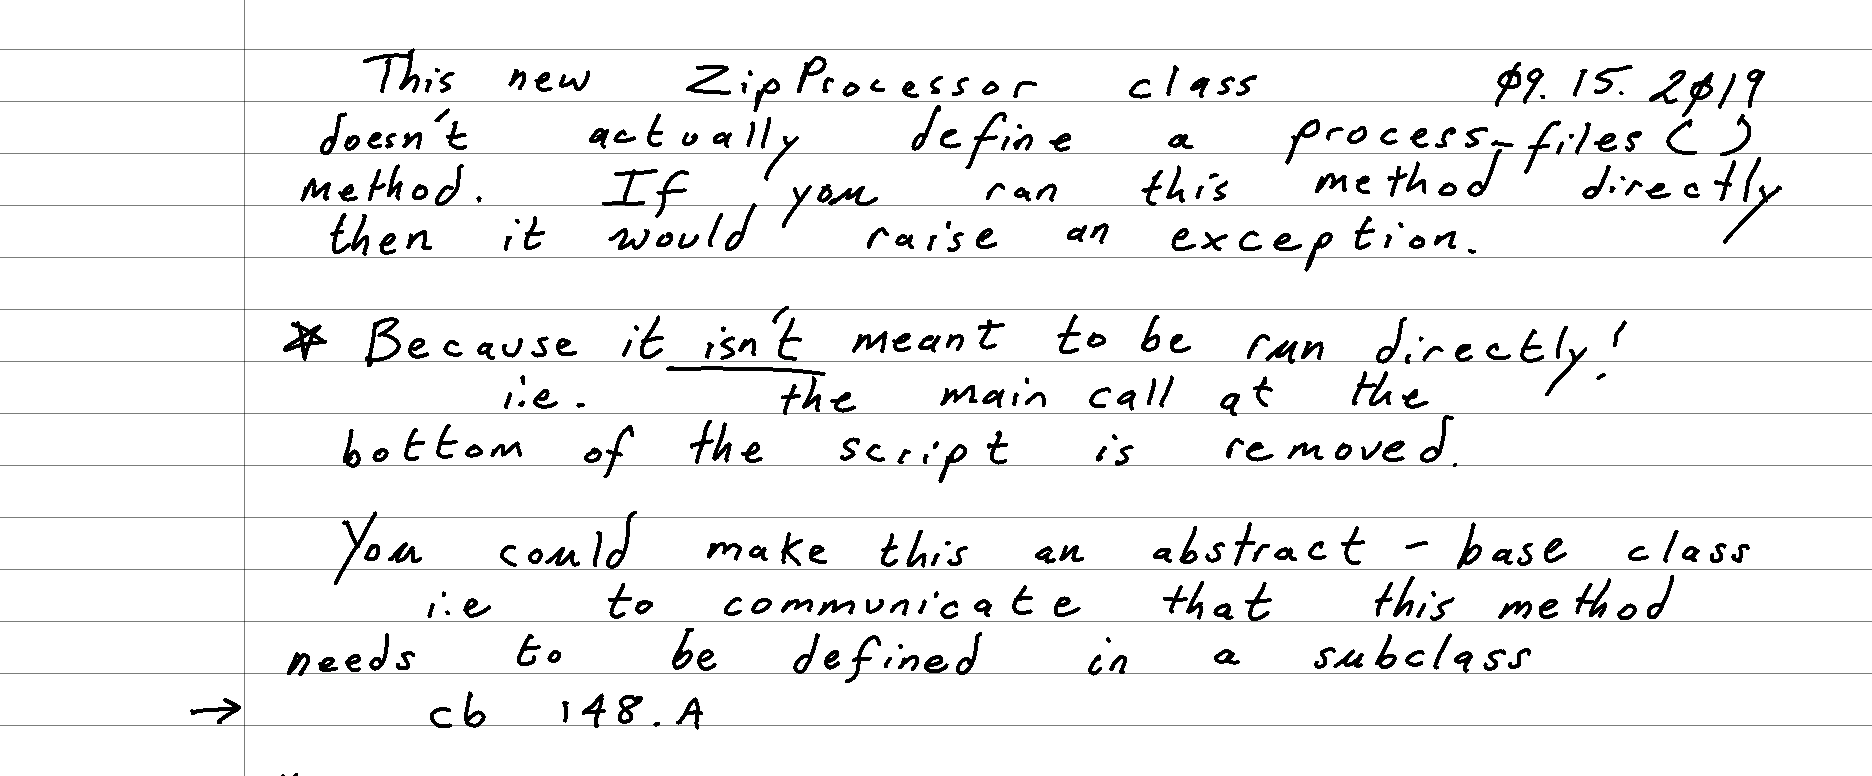 This new ZipProcessor class 09.15.2019
doesn't actually define a process_files()
method. If you ran this method directly
then it would raise an exception.
* Because it isn't meant to be run directly!
i.e. the main call at the
bottom of the script is removed.
You could make this an abstract - base class
i.e to communicate that this method
needs to be defined in a subclass
→ cb 148.A